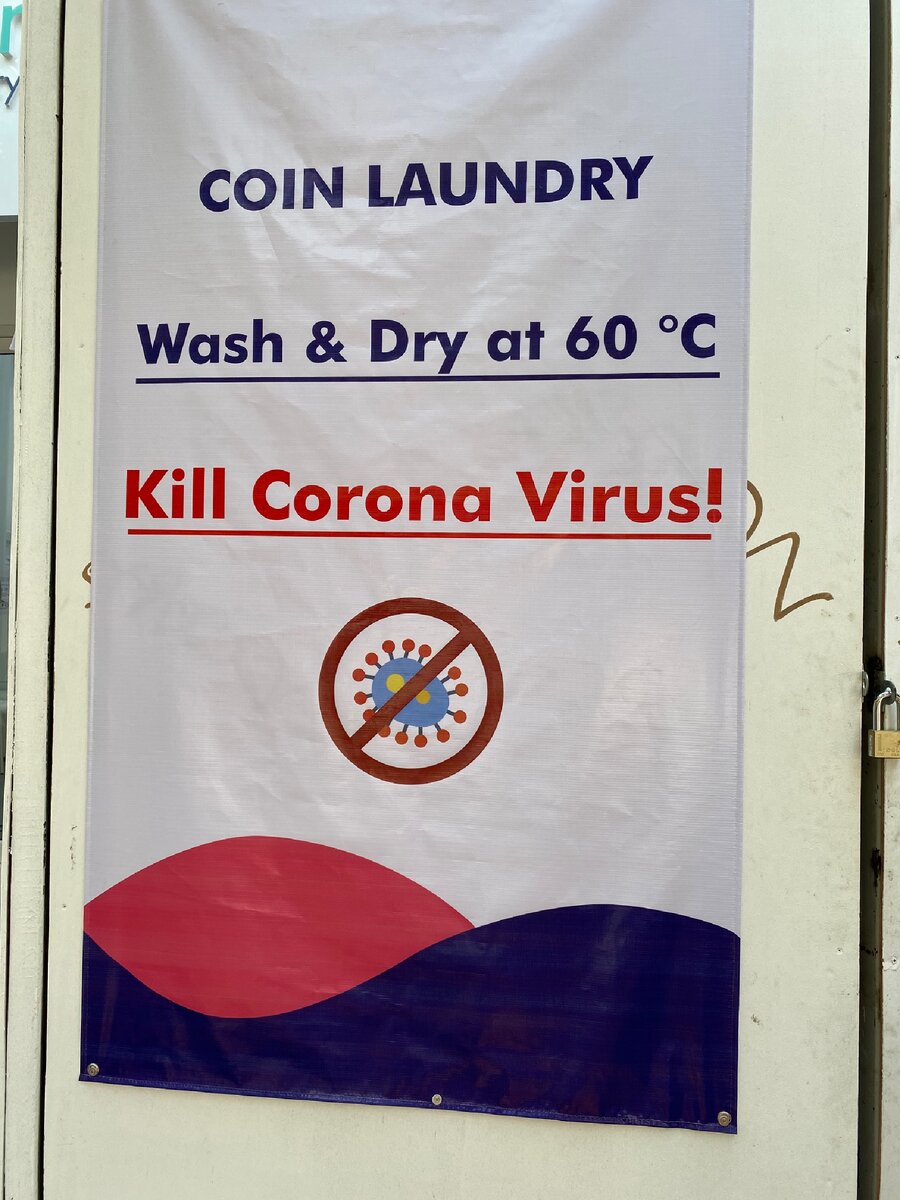 COIN LAUNDRY
Wash & Dry at 60 °C
Kill Corona Virus!